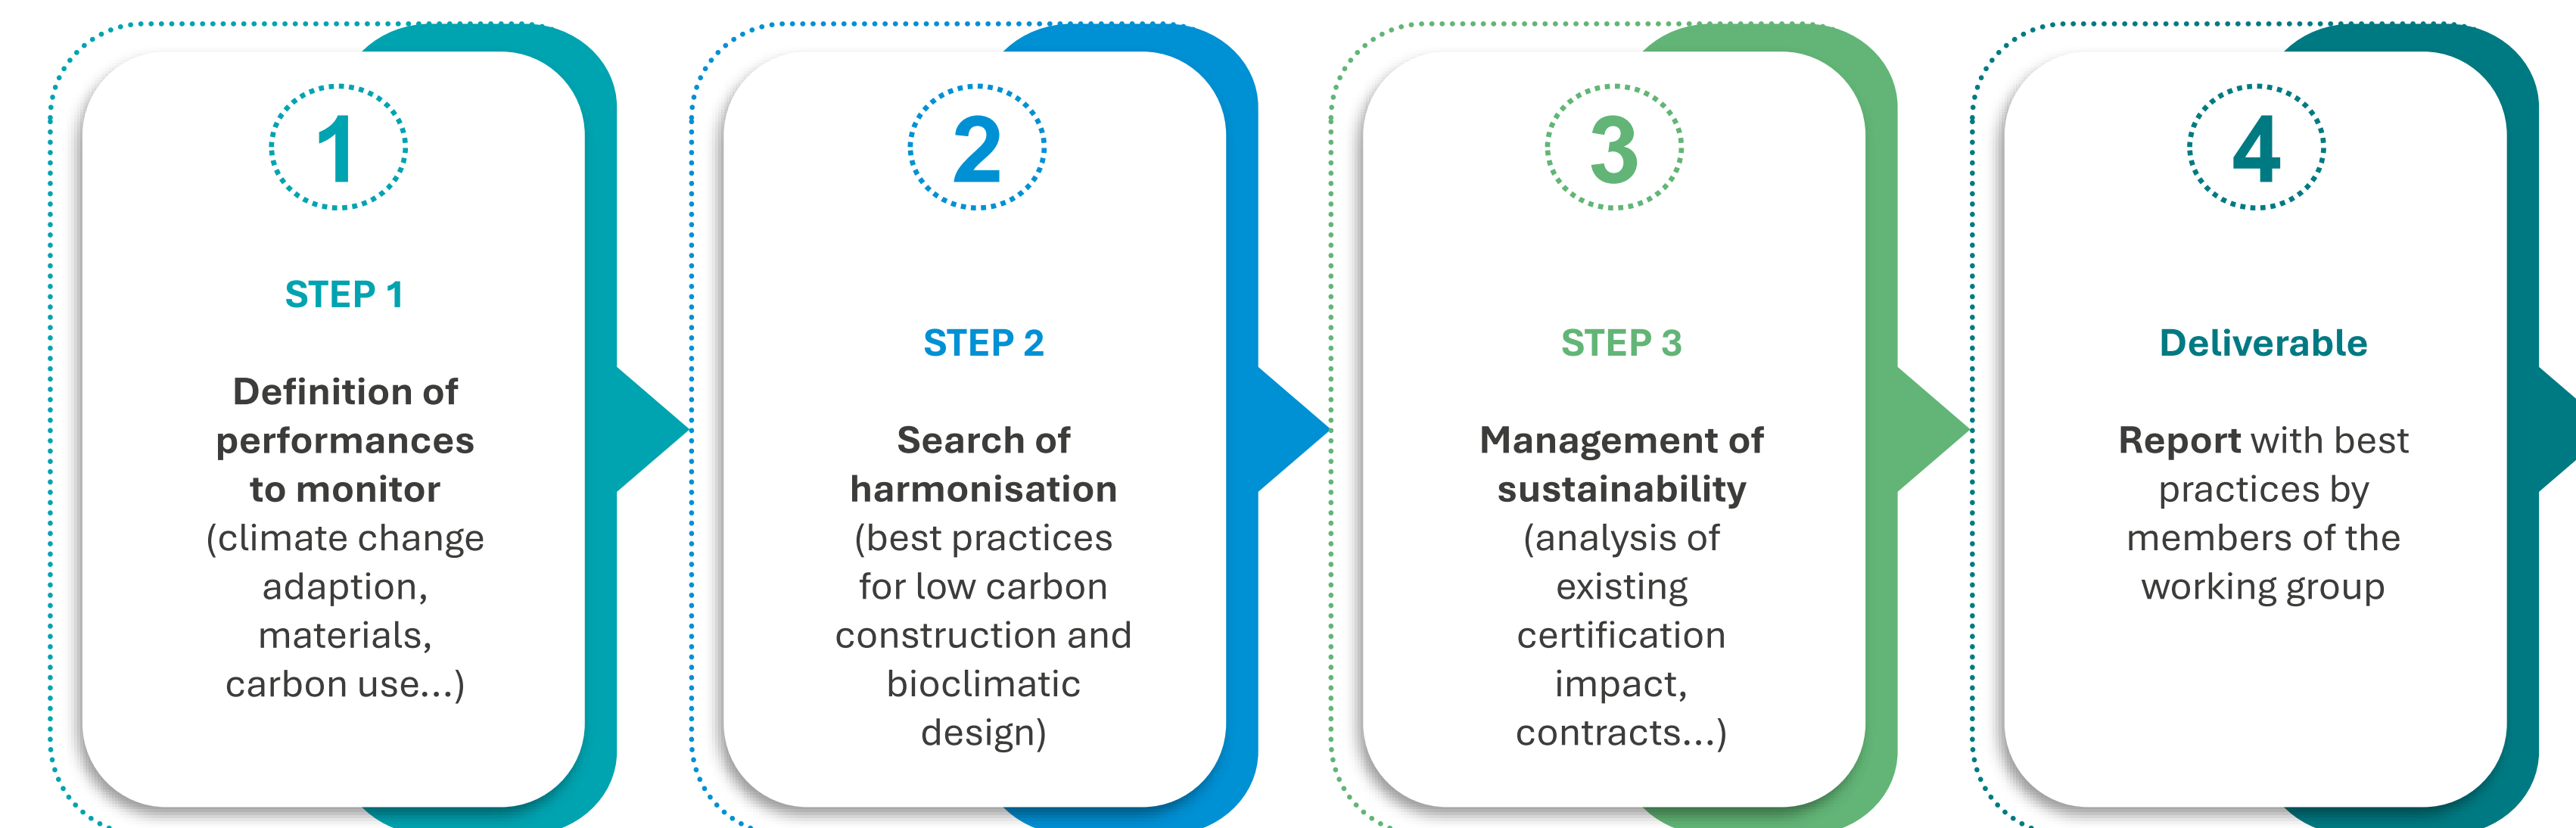 1
STEP 1
Definition of
performances
to monitor
(climate change
adaption,
materials,
carbon use...)
2
STEP 2
Search of
harmonisation
(best practices
for low carbon
construction and
bioclimatic
design)
3
STEP 3
Management of
sustainability
(analysis of
existing
certification
impact,
contracts...)
4
Deliverable
Report with best
practices by
members of the
working group